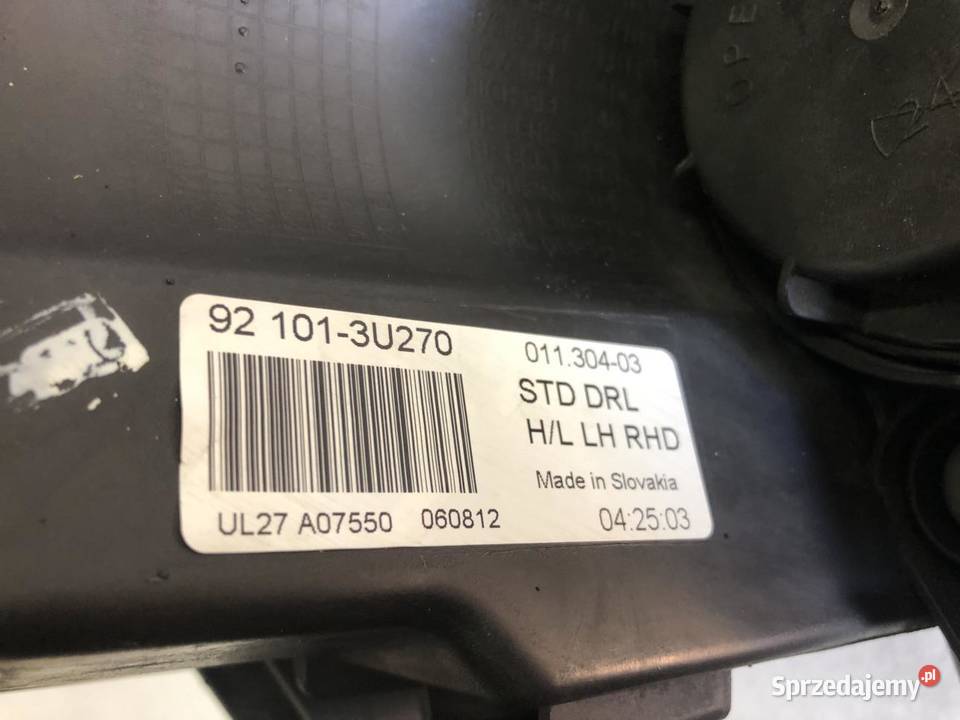 OPE
92 101-3U270
011.304-03
STD DRL
H/L LH RHD
Made in Slovakia
UL27 A07550 060812
04:25:03
Sprzedajemy.pl